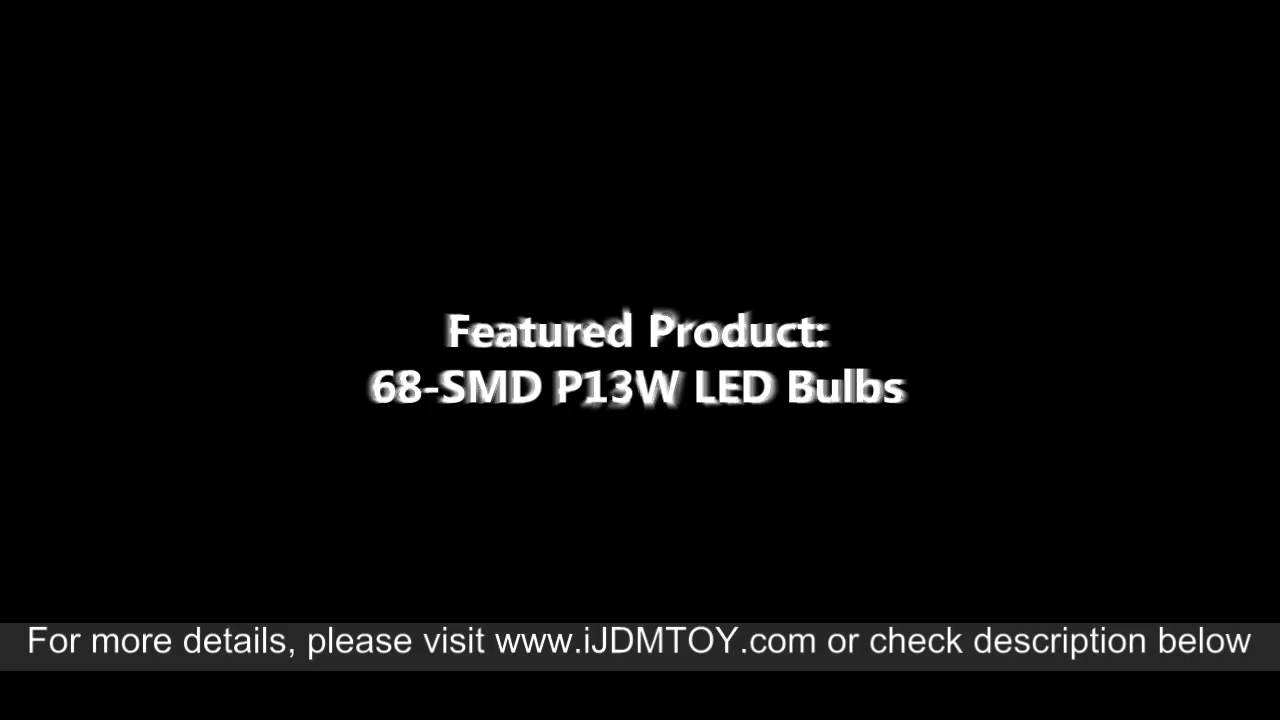 Featured Product:
68-SMD P13W LED Bulbs
For more details, please visit www.iJDMTOY.com or check description below